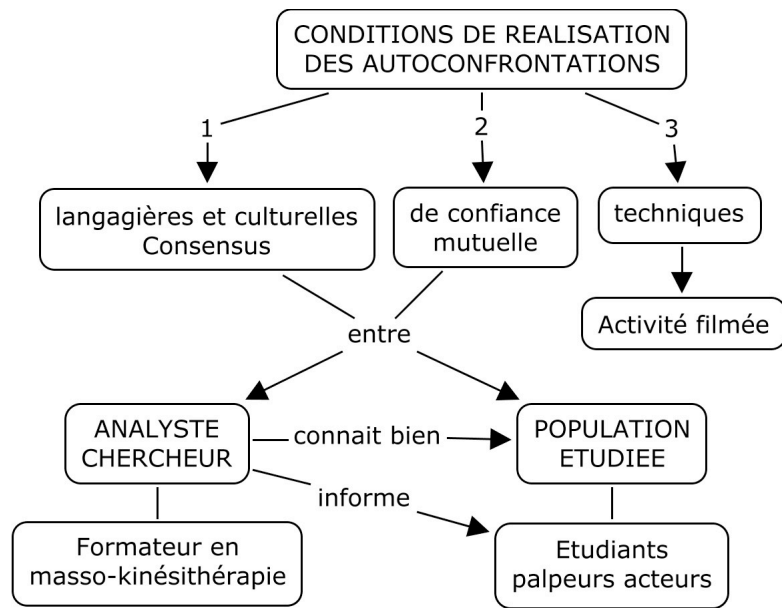 CONDITIONS DE REALISATION
DES AUTOCONFRONTATIONS
1
2
3
langagières et culturelles
Consensus
de confiance
mutuelle
techniques
Activité filmée
entre
ANALYSTE
CHERCHEUR
connait bien
POPULATION
ETUDIEE
informe
Formateur en
masso-kinésithérapie
Etudiants
palpeurs acteurs